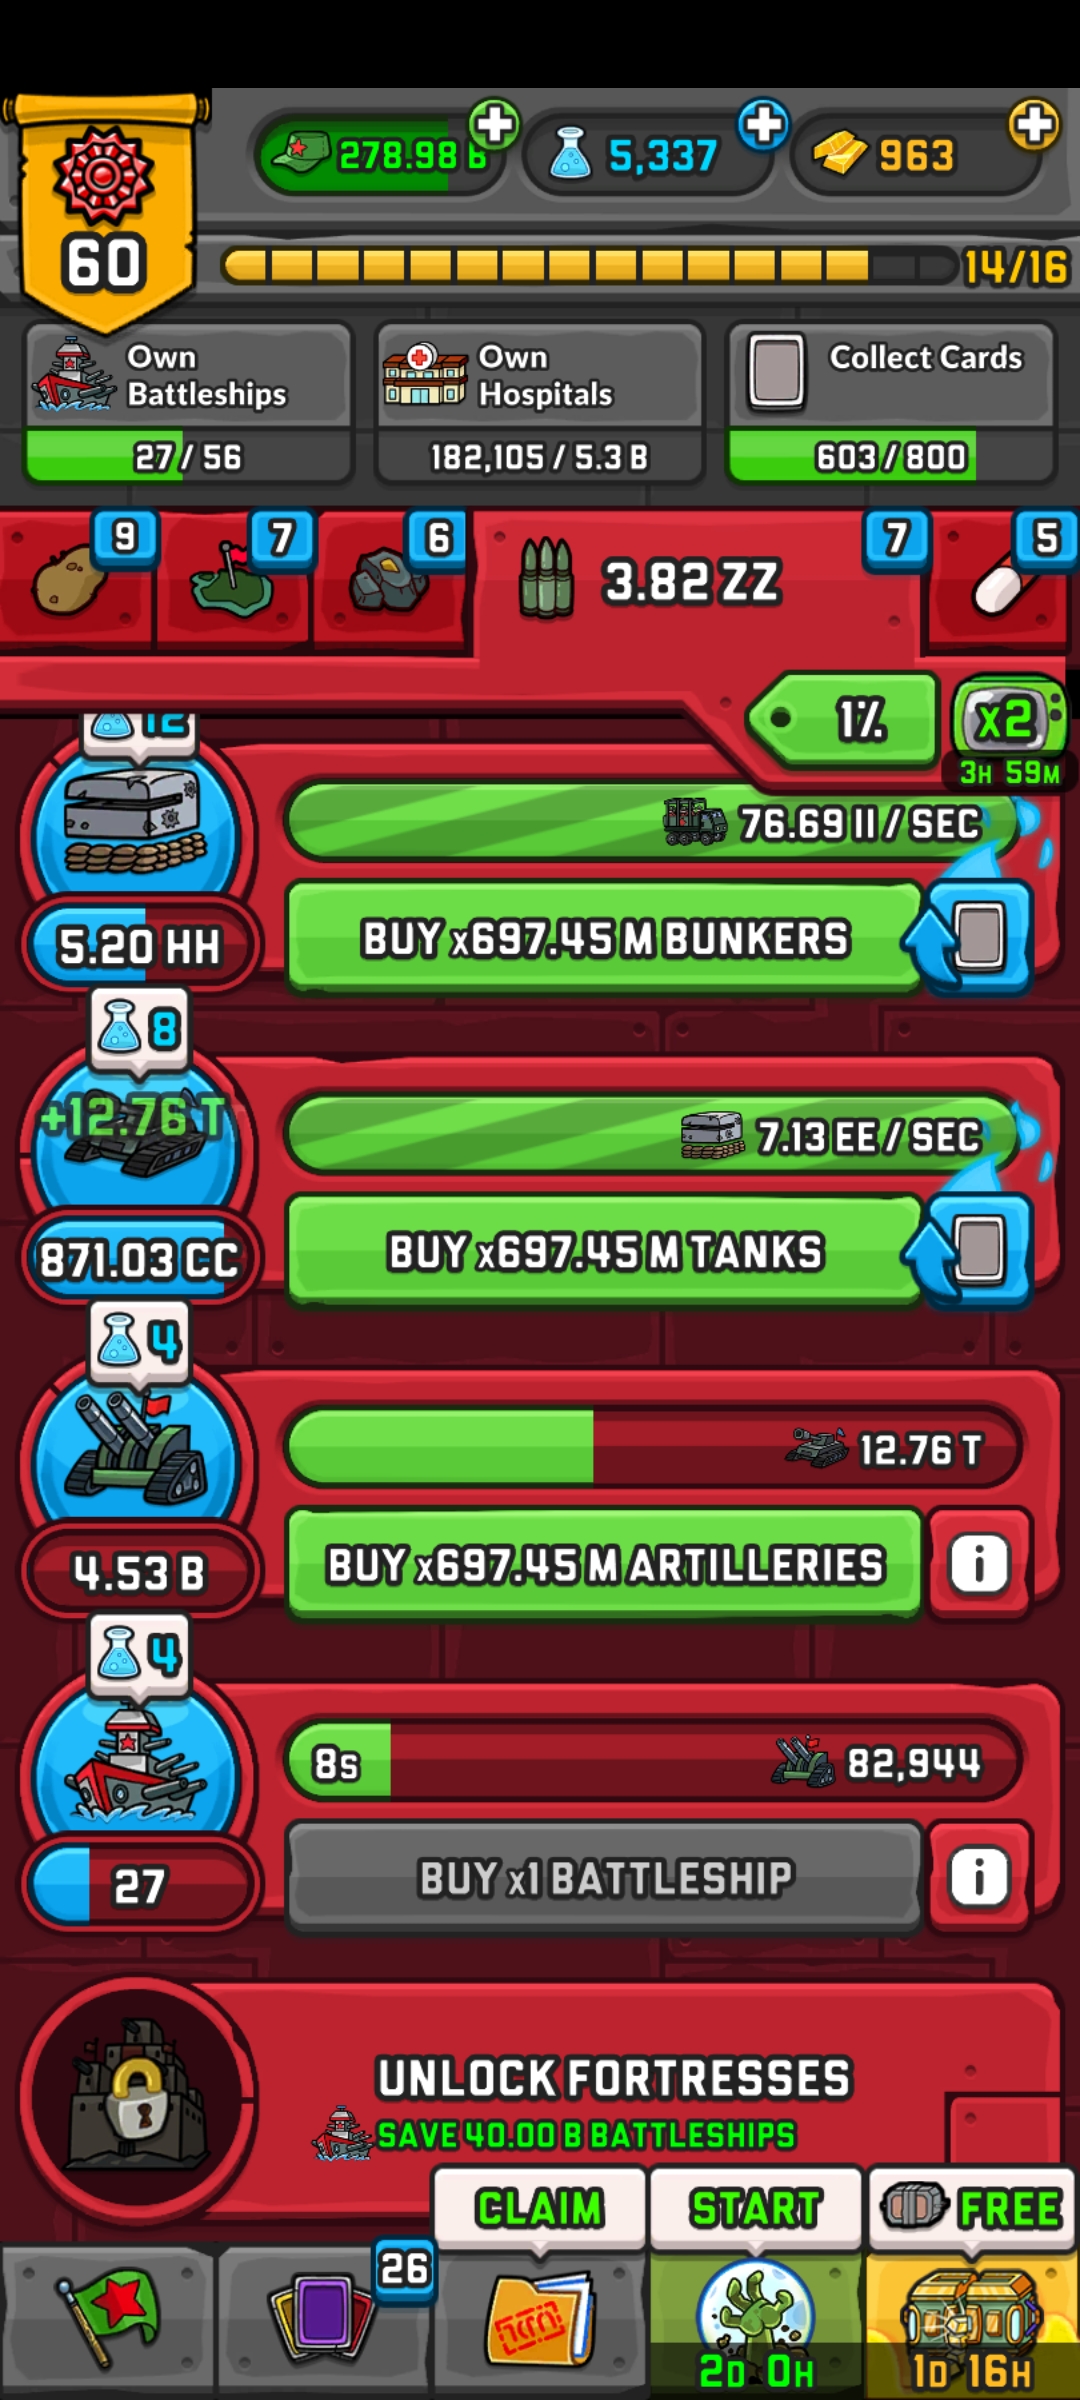 278.98 B
5,337
963
60
14/16
Own
Battleships
27 / 56
Own
Hospitals
182,105 / 5.3 B
Collect Cards
603 / 800
9
7
6
3.82 ZZ
7
5
1%
x2
3H 59M
12
76.69 II / SEC
BUY x697.45 M BUNKERS
5.20 HH
8
+12.76 T
7.13 EE / SEC
BUY x697.45 M TANKS
871.03 CC
4
12.76 T
BUY x697.45 M ARTILLERIES
i
4.53 B
4
8s
82,944
BUY x1 BATTLESHIP
i
27
UNLOCK FORTRESSES
SAVE 40.00 B BATTLESHIPS
CLAIM
START
FREE
26
2D 0H
1D 16H